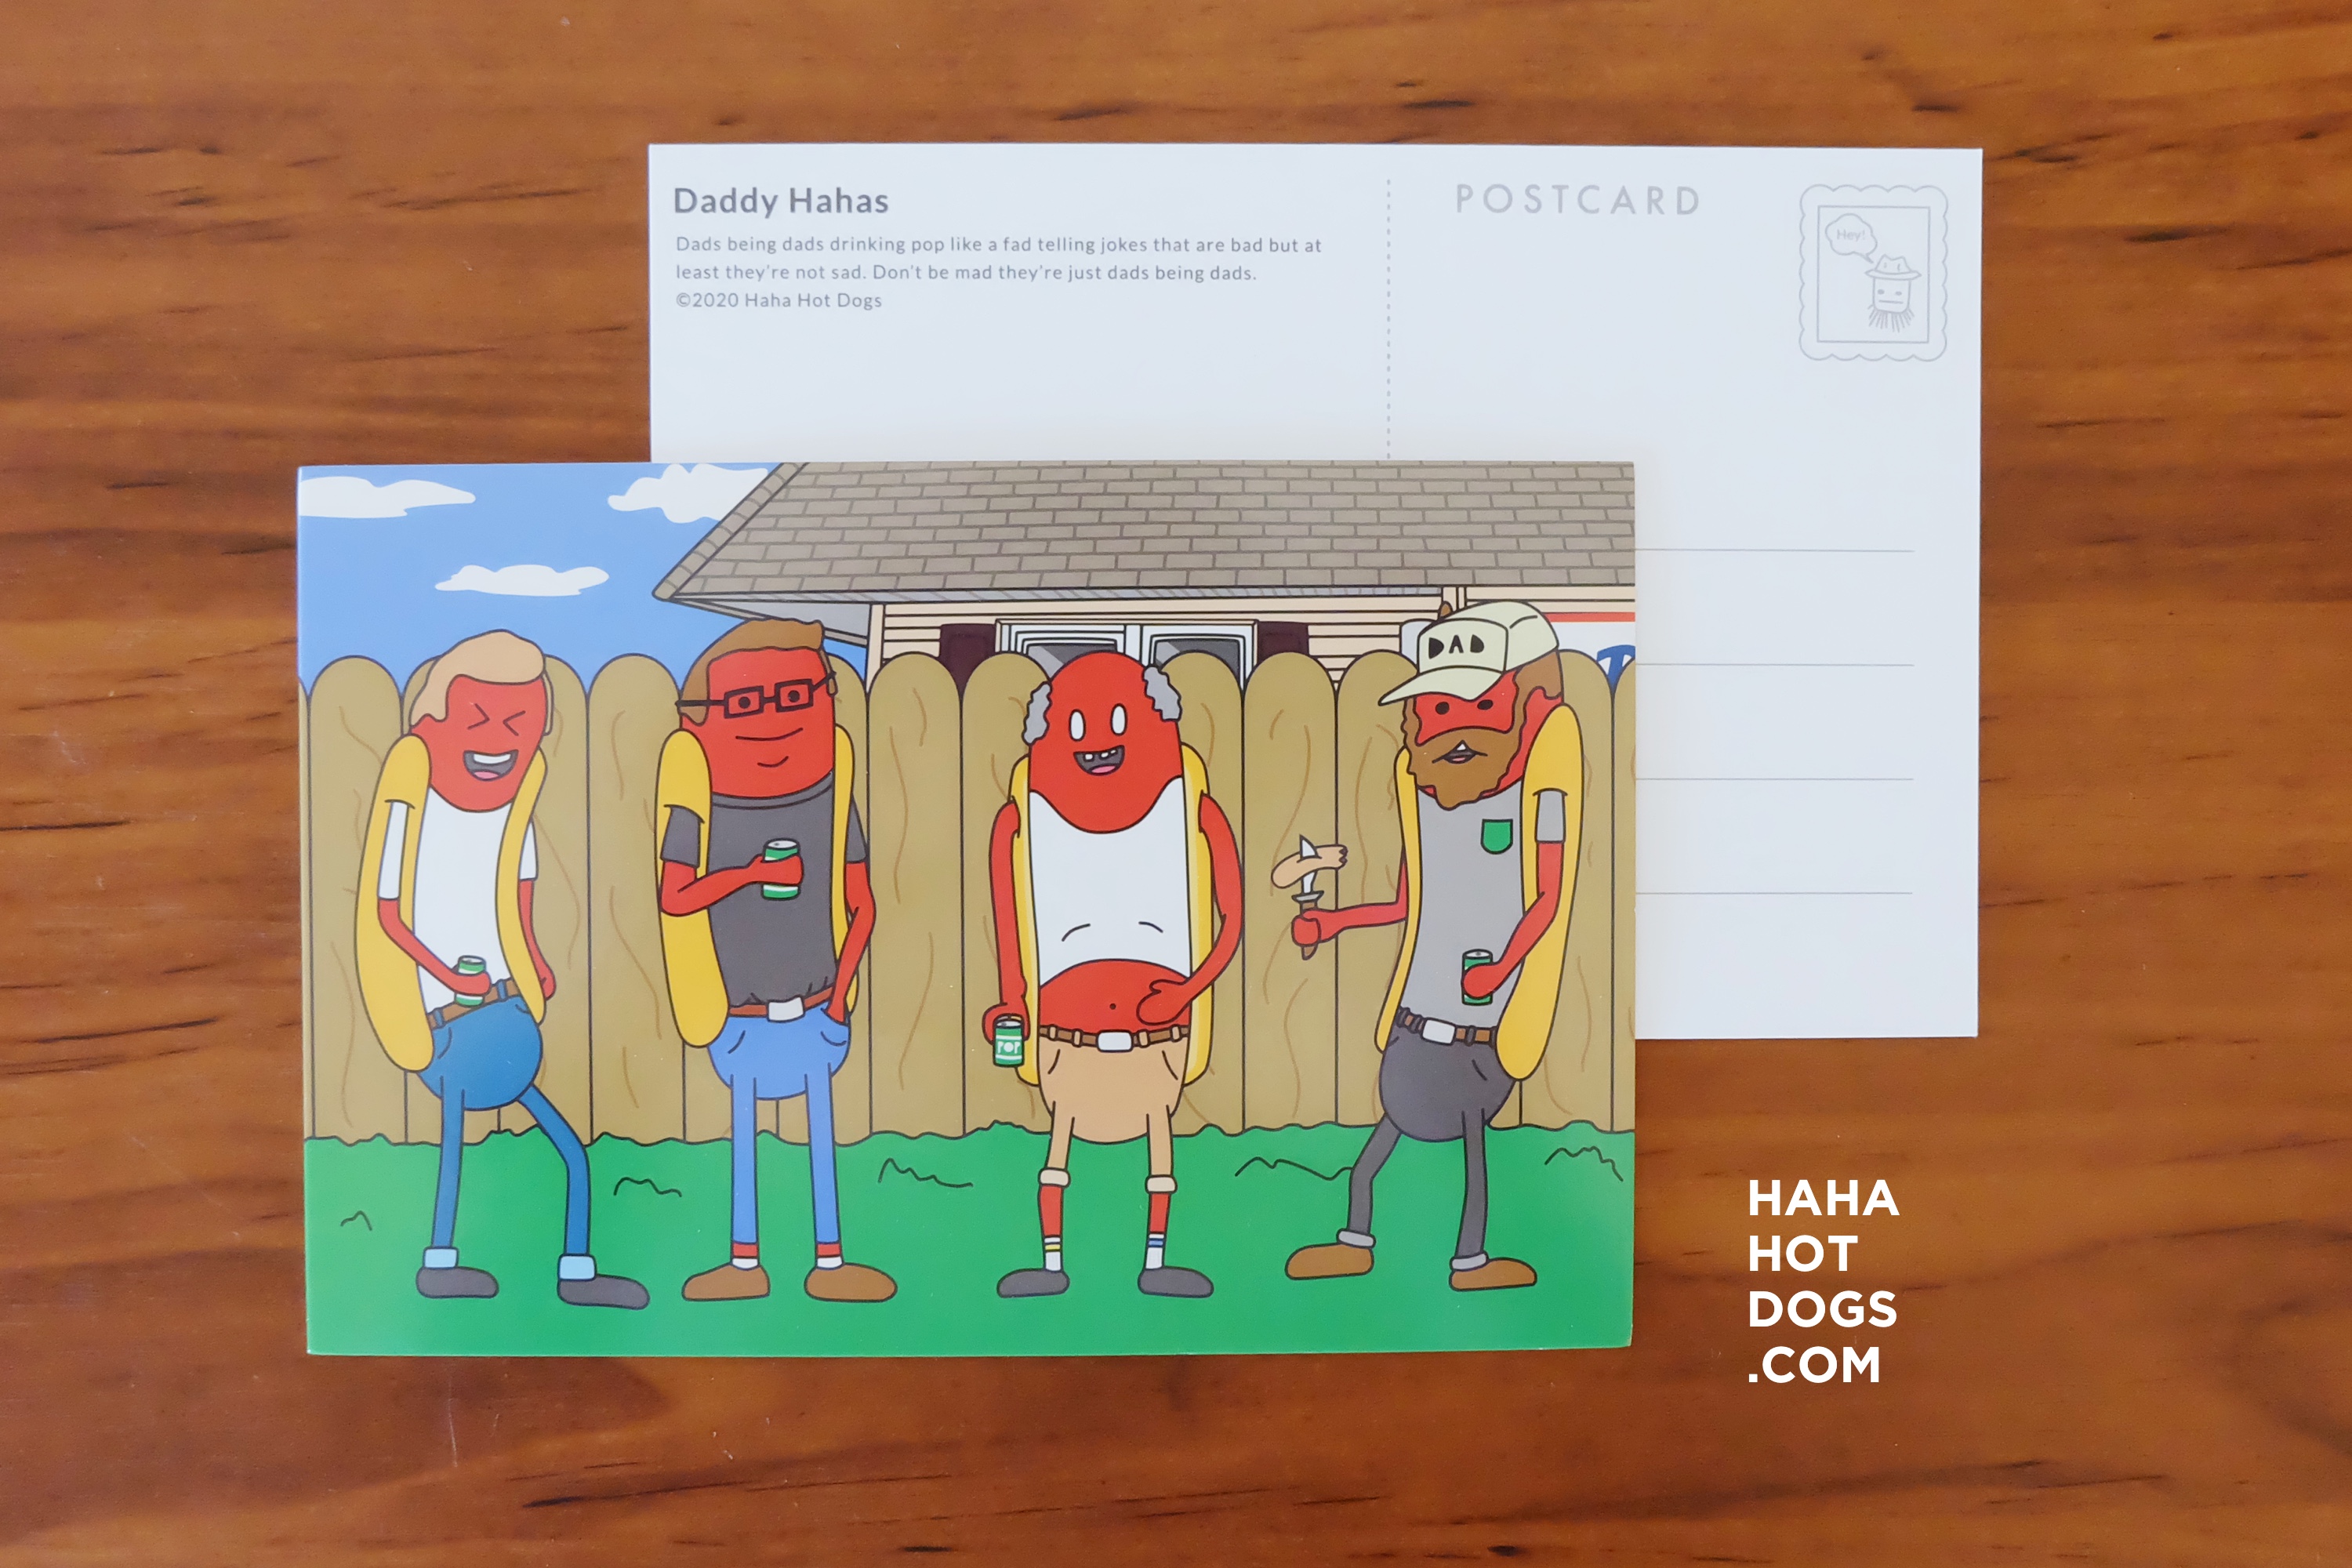 Daddy Hahas
Dads being dads drinking pop like a fad telling jokes that are bad but at
least they're not sad. Don't be mad they're just dads being dads.
©2020 Haha Hot Dogs
POSTCARD
Hey!
DAD
POP
HAHA
HOT
DOGS
.COM